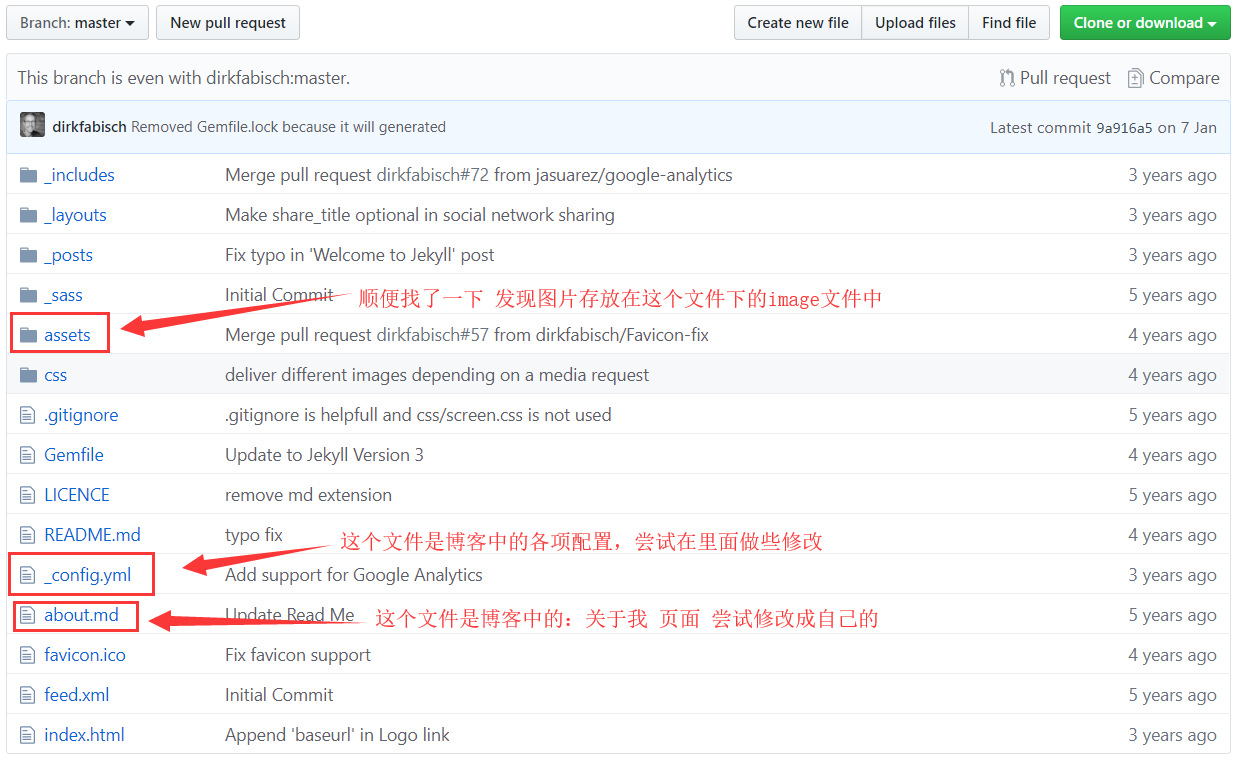 Branch: master New pull request Create new file Upload files Find file Clone or download
This branch is even with dirkfabisch:master. Pull request Compare
dirkfabisch Removed Gemfile.lock because it will generated Latest commit 9a916a5 on 7 Jan
_includes Merge pull request dirkfabisch#72 from jasuarez/google-analytics 3 years ago
_layouts Make share_title optional in social network sharing 3 years ago
_posts Fix typo in 'Welcome to Jekyll' post 3 years ago
_sass Initial Commit 顺便找了一下 发现图片存放在这个文件下的image文件中 5 years ago
assets Merge pull request dirkfabisch#57 from dirkfabisch/Favicon-fix 4 years ago
css deliver different images depending on a media request 4 years ago
.gitignore .gitignore is helpfull and css/screen.css is not used 5 years ago
Gemfile Update to Jekyll Version 3 4 years ago
LICENCE remove md extension 5 years ago
README.md typo fix 4 years ago
这个文件是博客中的各项配置，尝试在里面做些修改
_config.yml Add support for Google Analytics 3 years ago
about.md Update Read Me 这个文件是博客中的：关于我 页面 尝试修改成自己的 5 years ago
favicon.ico Fix favicon support 4 years ago
feed.xml Initial Commit 5 years ago
index.html Append 'baseurl' in Logo link 3 years ago